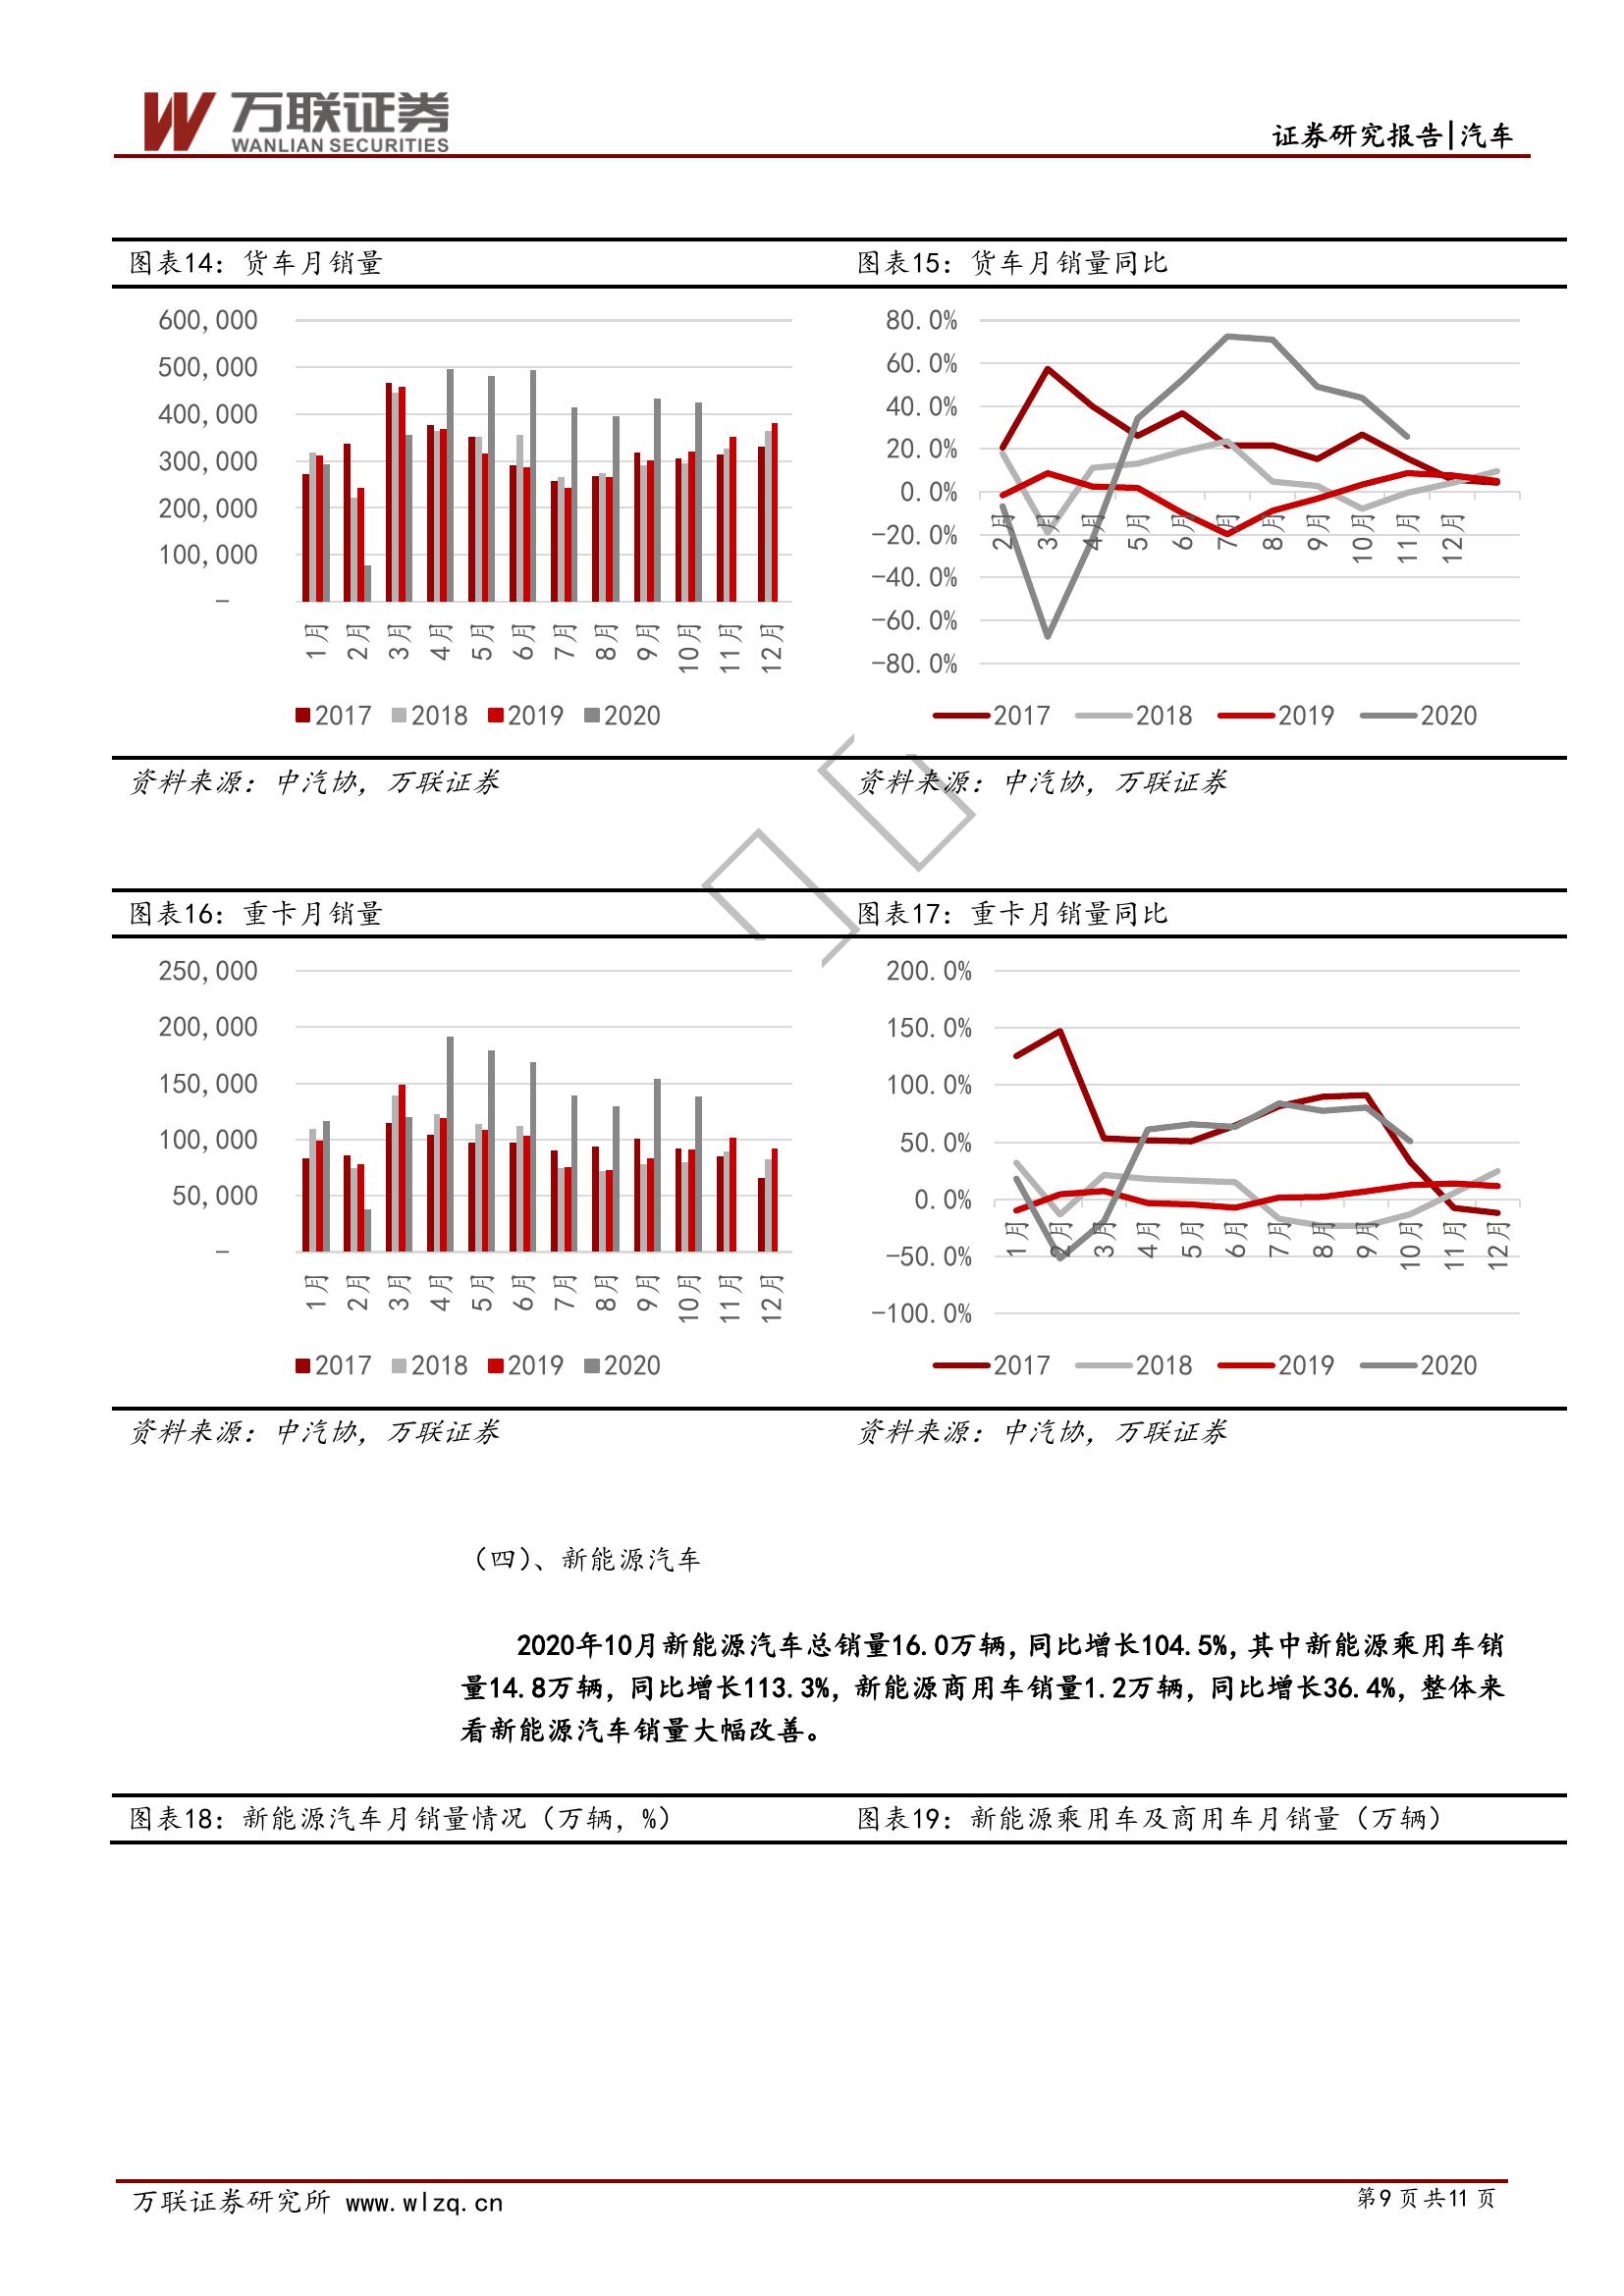 万联证券
WANLIAN SECURITIES
证券研究报告|汽车
图表14：货车月销量
图表15：货车月销量同比
600,000
500,000
400,000
300,000
200,000
100,000
–
1月 2月 3月 4月 5月 6月 7月 8月 9月 10月 11月 12月
2017 2018 2019 2020
80.0%
60.0%
40.0%
20.0%
0.0%
-20.0%
-40.0%
-60.0%
-80.0%
2月 3月 4月 5月 6月 7月 8月 9月 10月 11月 12月
2017 2018 2019 2020
资料来源：中汽协，万联证券
资料来源：中汽协，万联证券
图表16：重卡月销量
图表17：重卡月销量同比
250,000
200,000
150,000
100,000
50,000
–
1月 2月 3月 4月 5月 6月 7月 8月 9月 10月 11月 12月
2017 2018 2019 2020
200.0%
150.0%
100.0%
50.0%
0.0%
-50.0%
-100.0%
1月 2月 3月 4月 5月 6月 7月 8月 9月 10月 11月 12月
2017 2018 2019 2020
资料来源：中汽协，万联证券
资料来源：中汽协，万联证券
（四）、新能源汽车
2020年10月新能源汽车总销量16.0万辆，同比增长104.5%，其中新能源乘用车销
量14.8万辆，同比增长113.3%，新能源商用车销量1.2万辆，同比增长36.4%，整体来
看新能源汽车销量大幅改善。
图表18：新能源汽车月销量情况（万辆，%）
图表19：新能源乘用车及商用车月销量（万辆）
万联证券研究所 www.wlzq.cn
第9页共11页